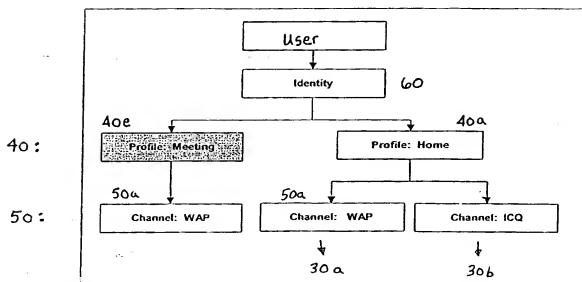 User
Identity 60
40e 40a
40: Profile: Meeting Profile: Home
50a 50a
50: Channel: WAP Channel: WAP Channel: ICQ
30a 30b